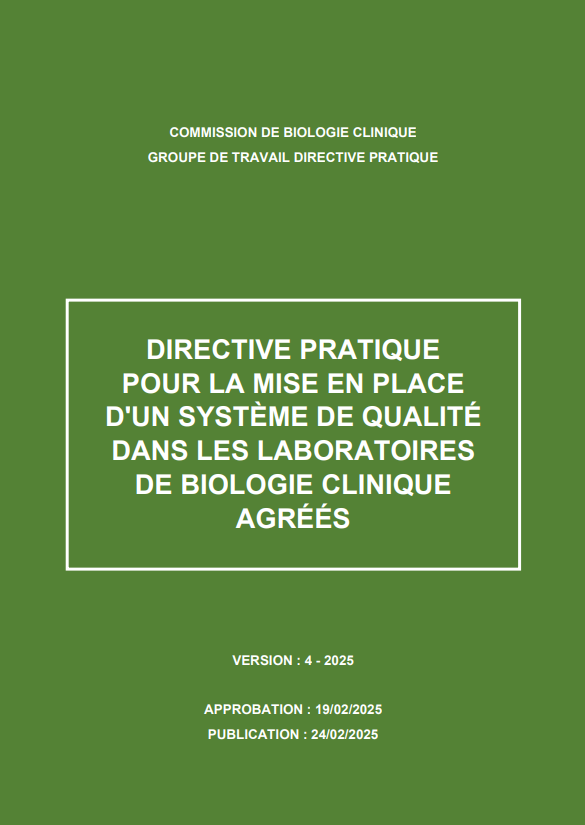 COMMISSION DE BIOLOGIE CLINIQUE
GROUPE DE TRAVAIL DIRECTIVE PRATIQUE
DIRECTIVE PRATIQUE
POUR LA MISE EN PLACE
D'UN SYSTÈME DE QUALITÉ
DANS LES LABORATOIRES
DE BIOLOGIE CLINIQUE
AGRÉÉS
VERSION : 4 - 2025
APPROBATION : 19/02/2025
PUBLICATION : 24/02/2025